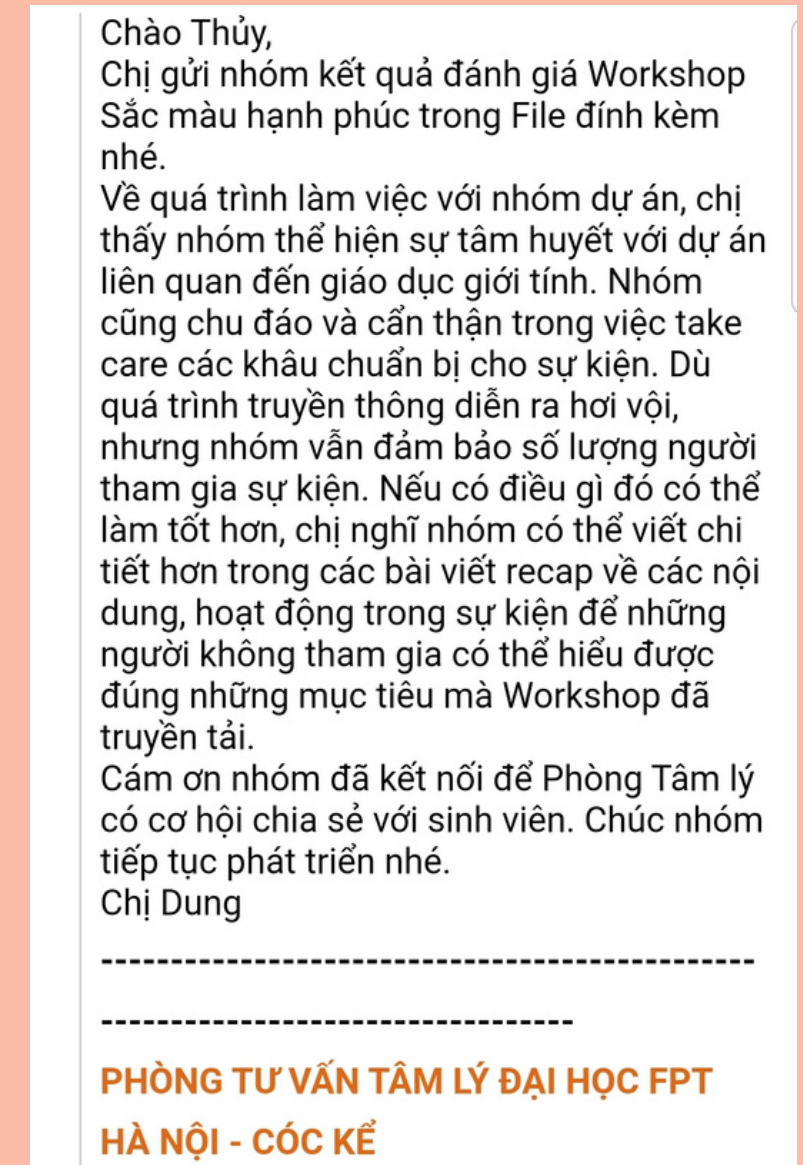 Chào Thủy,
Chị gửi nhóm kết quả đánh giá Workshop
Sắc màu hạnh phúc trong File đính kèm
nhé.
Về quá trình làm việc với nhóm dự án, chị
thấy nhóm thể hiện sự tâm huyết với dự án
liên quan đến giáo dục giới tính. Nhóm
cũng chu đáo và cẩn thận trong việc take
care các khâu chuẩn bị cho sự kiện. Dù
quá trình truyền thông diễn ra hơi vội,
nhưng nhóm vẫn đảm bảo số lượng người
tham gia sự kiện. Nếu có điều gì đó có thể
làm tốt hơn, chị nghĩ nhóm có thể viết chi
tiết hơn trong các bài viết recap về các nội
dung, hoạt động trong sự kiện để những
người không tham gia có thể hiểu được
đúng những mục tiêu mà Workshop đã
truyền tải.
Cám ơn nhóm đã kết nối để Phòng Tâm lý
có cơ hội chia sẻ với sinh viên. Chúc nhóm
tiếp tục phát triển nhé.
Chị Dung
-----------------------------------------------
----------------------------------
PHÒNG TƯ VẤN TÂM LÝ ĐẠI HỌC FPT
HÀ NỘI - CÓC KỂ